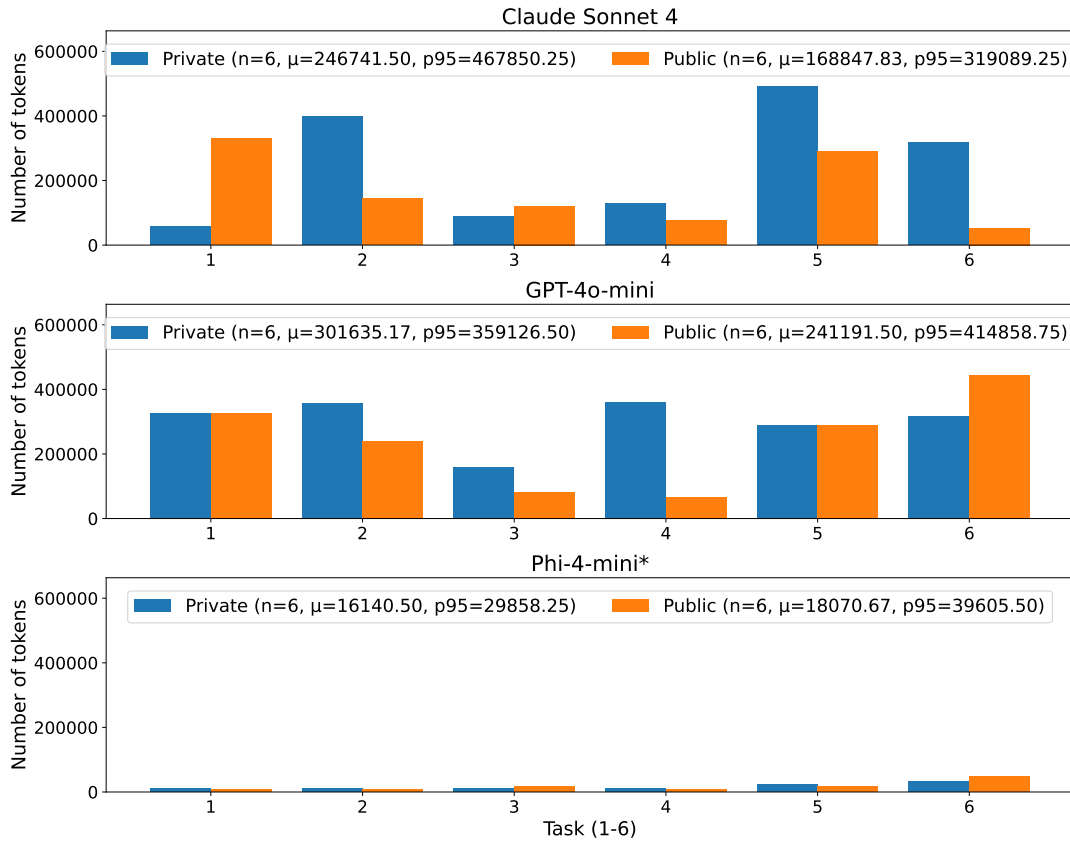 Claude Sonnet 4
Number of tokens
600000
400000
200000
0
Private (n=6, μ=246741.50, p95=467850.25)
Public (n=6, μ=168847.83, p95=319089.25)
1 2 3 4 5 6
GPT-4o-mini
Number of tokens
600000
400000
200000
0
Private (n=6, μ=301635.17, p95=359126.50)
Public (n=6, μ=241191.50, p95=414858.75)
1 2 3 4 5 6
Phi-4-mini*
Number of tokens
600000
400000
200000
0
Private (n=6, μ=16140.50, p95=29858.25)
Public (n=6, μ=18070.67, p95=39605.50)
1 2 3 4 5 6
Task (1-6)